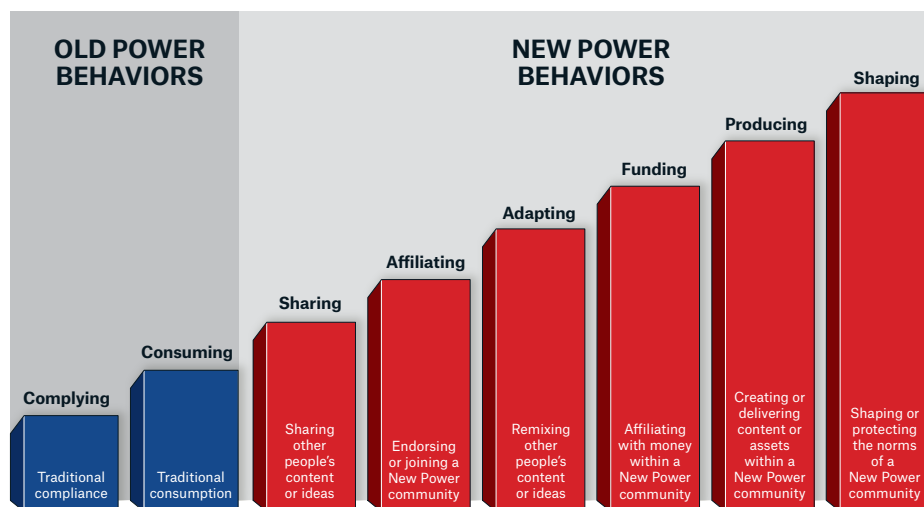 OLD POWER
BEHAVIORS
NEW POWER
BEHAVIORS
Complying
Traditional
compliance
Consuming
Traditional
consumption
Sharing
Sharing
other
people's
content
or ideas
Affiliating
Endorsing
or joining a
New Power
community
Adapting
Remixing
other
people's
content
or ideas
Funding
Affiliating
with money
within a
New Power
community
Producing
Creating or
delivering
content or
assets
within a
New Power
community
Shaping
Shaping or
protecting
the norms
of a
New Power
community